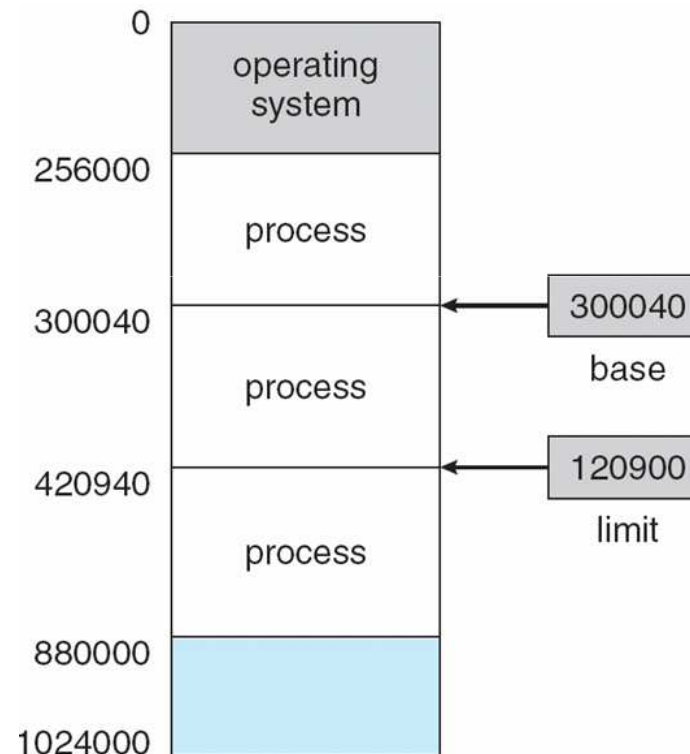 0
operating
system
256000
process
300040
300040
base
process
120900
420940
limit
process
880000
1024000